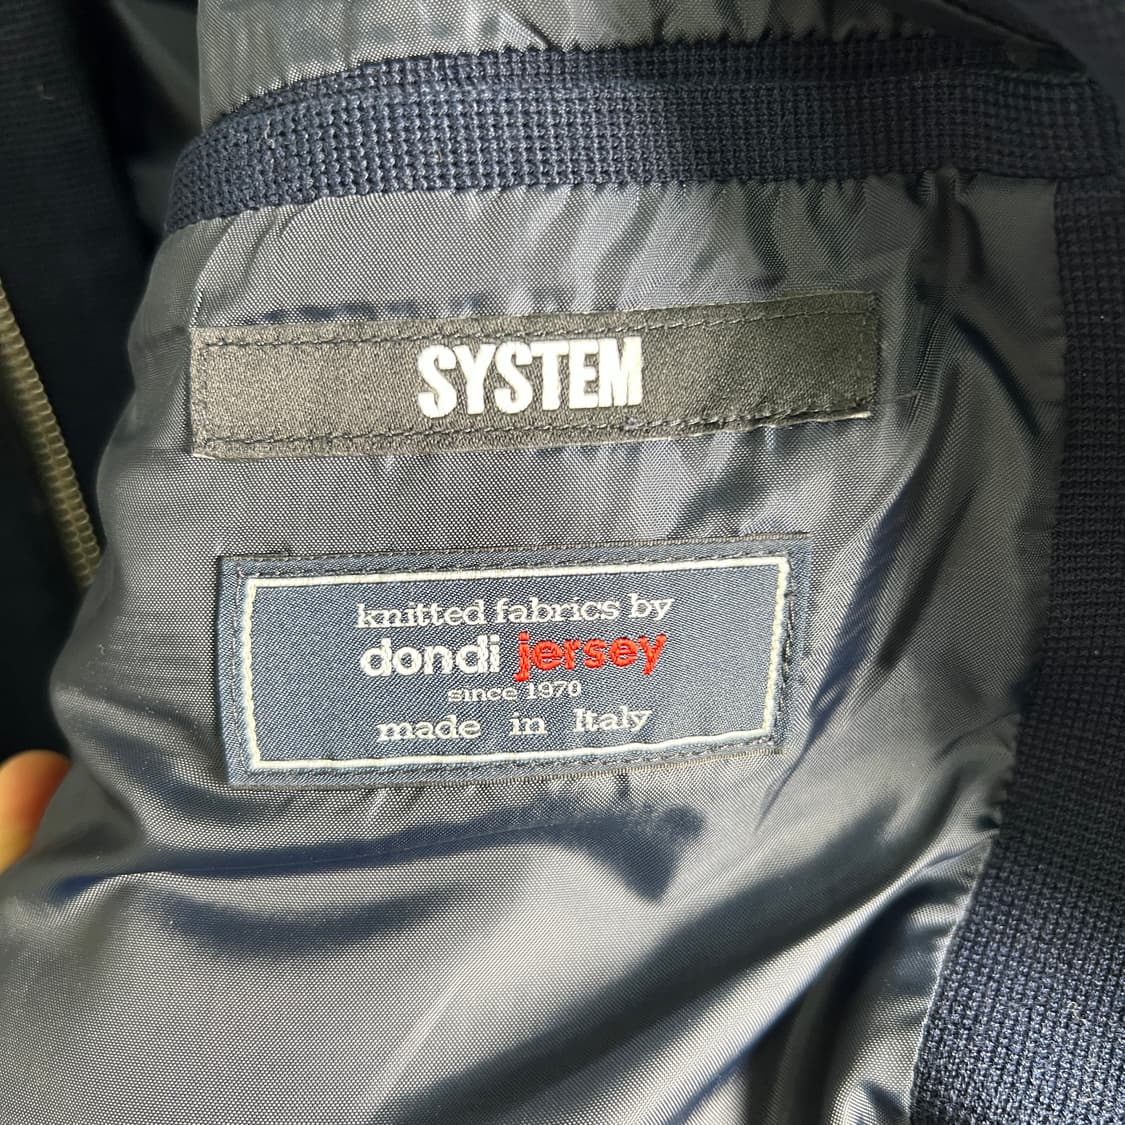 SYSTEM
knitted fabrics by
dondi jersey
since 1970
made in Italy